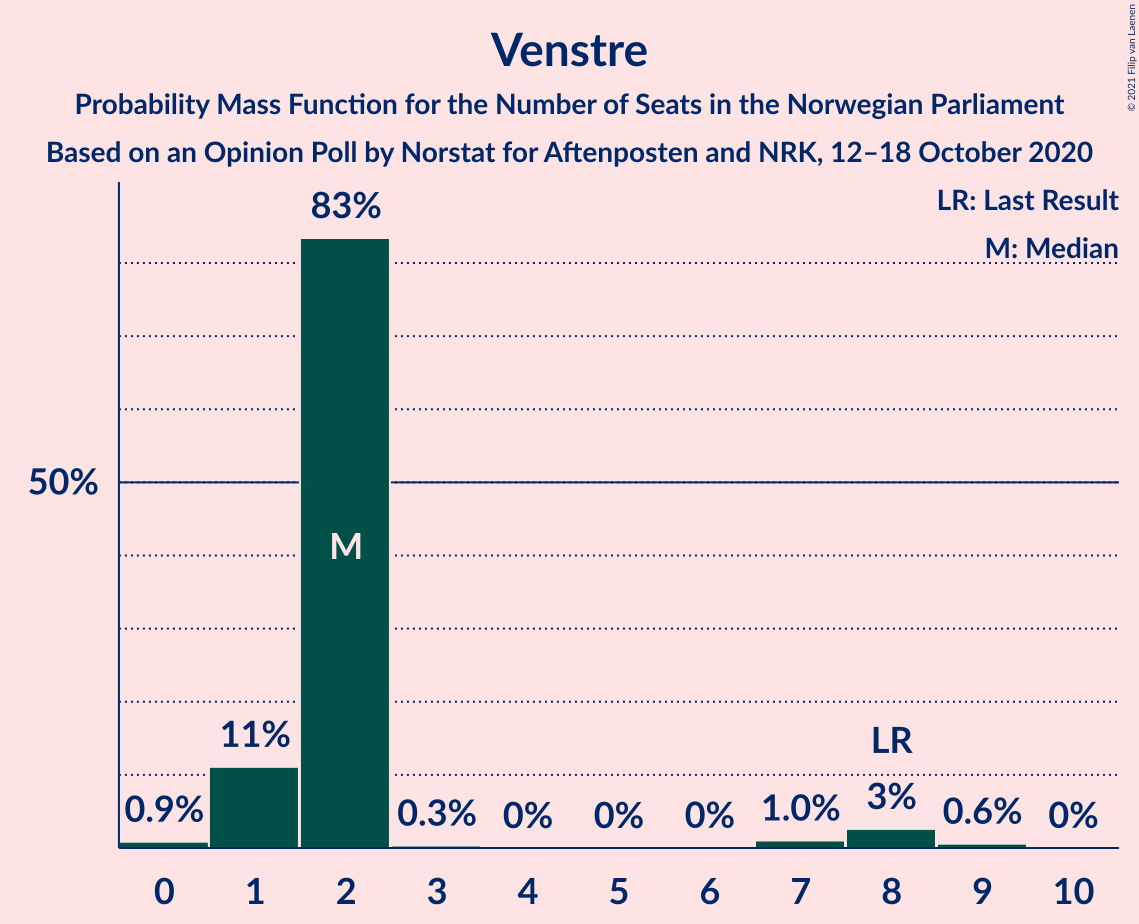 Venstre
Probability Mass Function for the Number of Seats in the Norwegian Parliament
Based on an Opinion Poll by Norstat for Aftenposten and NRK, 12–18 October 2020
© 2021 Filip van Laenen
LR: Last Result
M: Median
83%
50%
M
11%
LR
0.9%
0.3%
0%
0%
0%
1.0%
3%
0.6%
0%
0 1 2 3 4 5 6 7 8 9 10